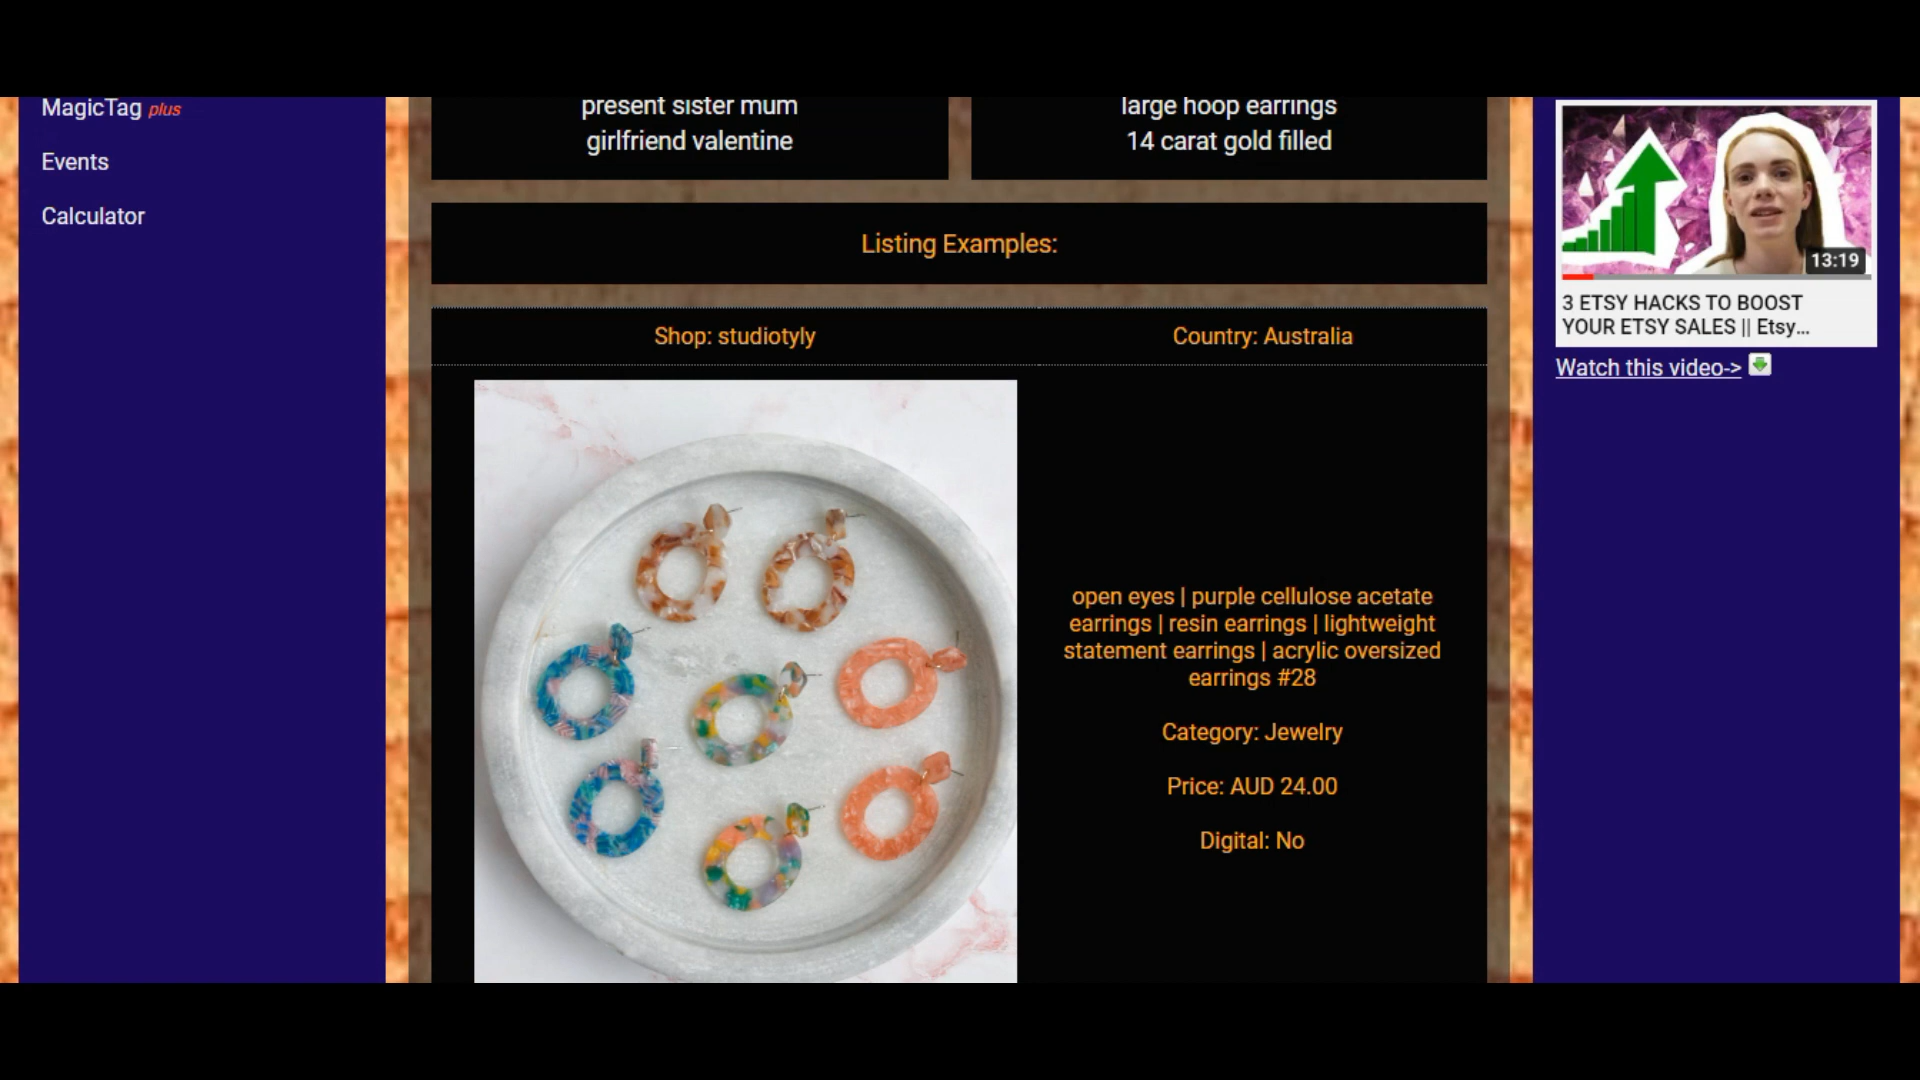 MagicTag plus
Events
Calculator
present sister mum
girlfriend valentine
large hoop earrings
14 carat gold filled
Listing Examples:
Shop: studiotyly
Country: Australia
open eyes | purple cellulose acetate
earrings | resin earrings | lightweight
statement earrings | acrylic oversized
earrings #28
Category: Jewelry
Price: AUD 24.00
Digital: No
13:19
3 ETSY HACKS TO BOOST
YOUR ETSY SALES || Etsy...
Watch this video->